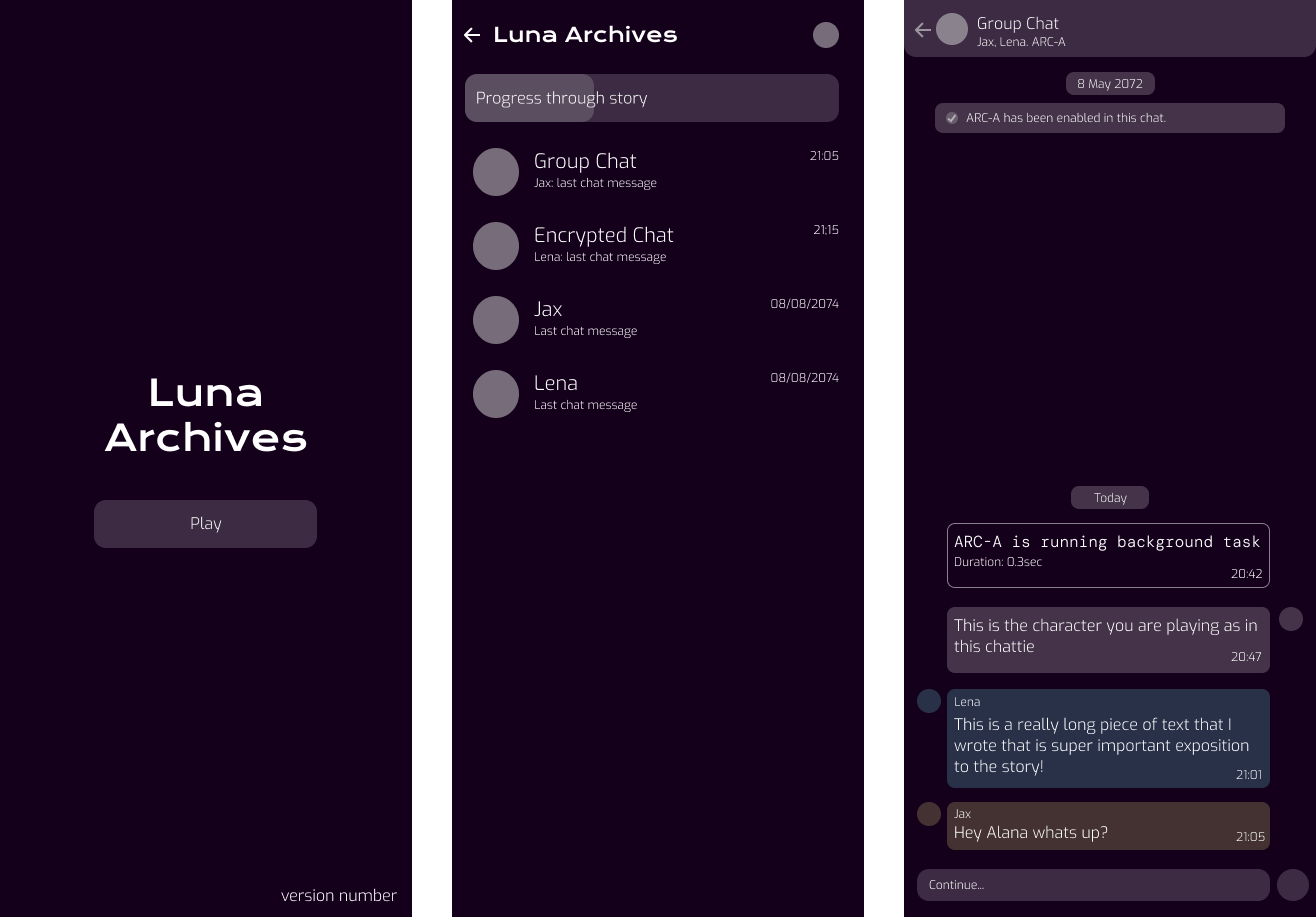 Luna
Archives
Play
version number
Luna Archives
Progress through story
Group Chat
21:05
Jax: last chat message
Encrypted Chat
21;15
Lena: last chat message
Jax
08/08/2074
Last chat message
Lena
08/08/2074
Last chat message
Group Chat
Jax, Lena. ARC-A
8 May 2072
ARC-A has been enabled in this chat.
Today
ARC-A is running background task
Duration: 0.3sec
20:42
This is the character you are playing as in
this chattie
20:47
Lena
This is a really long piece of text that I
wrote that is super important exposition
to the story!
21:01
Jax
Hey Alana whats up?
21:05
Continue...